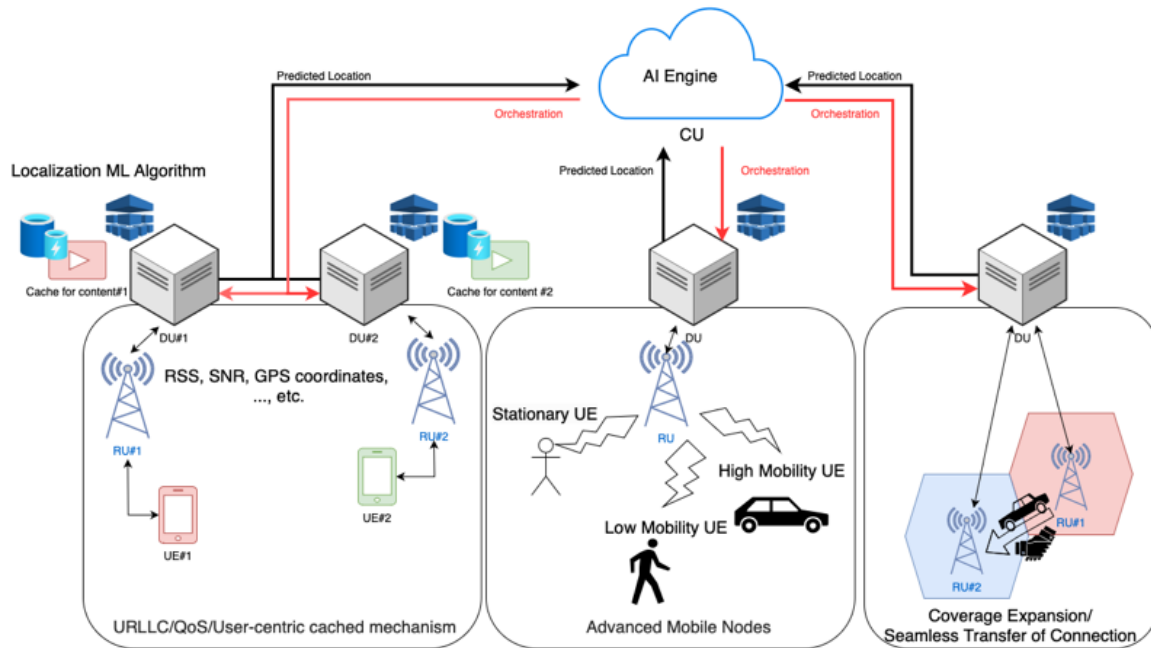 AI Engine
CU
Predicted Location
Orchestration
Predicted Location
Orchestration
Predicted Location
Orchestration
Localization ML Algorithm
Cache for content#1
Cache for content #2
DU#1
DU#2
RSS, SNR, GPS coordinates,
..., etc.
RU#1
RU#2
UE#1
UE#2
URLLC/QoS/User-centric cached mechanism
DU
RU
Stationary UE
High Mobility UE
Low Mobility UE
Advanced Mobile Nodes
DU
RU#1
RU#2
Coverage Expansion/
Seamless Transfer of Connection